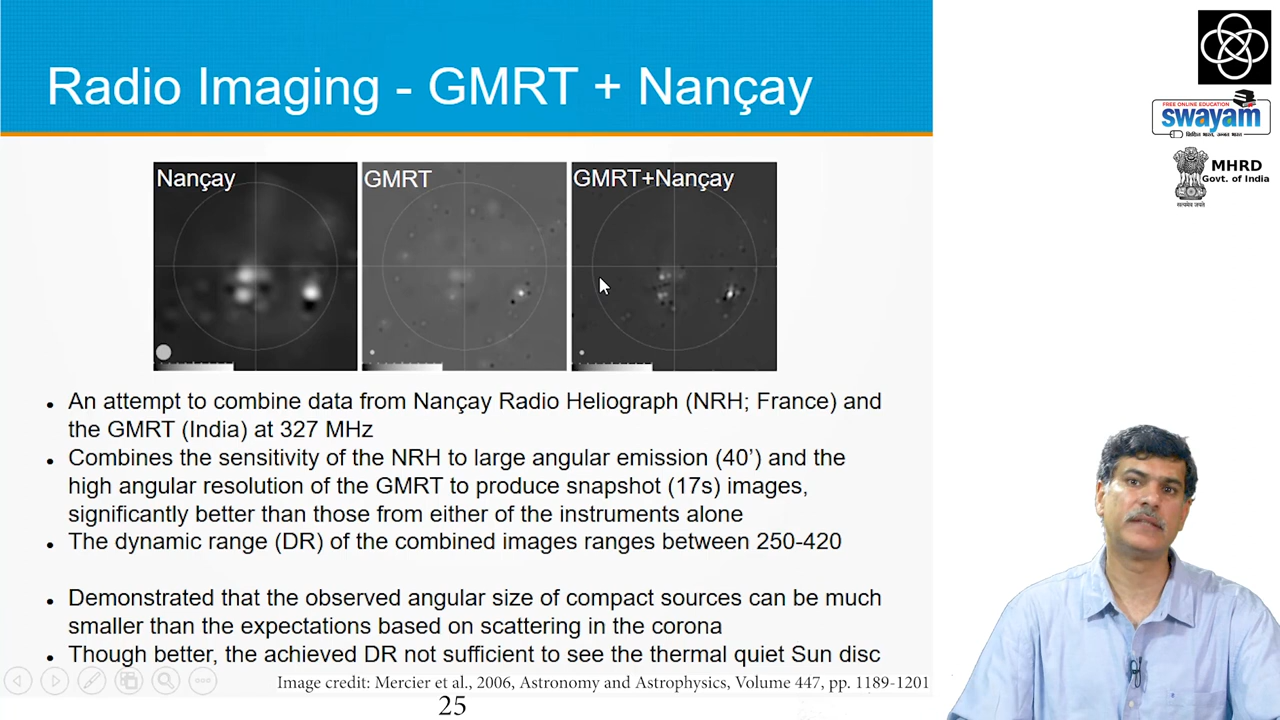 Radio Imaging - GMRT + Nançay
Nançay
GMRT
GMRT+Nançay
• An attempt to combine data from Nançay Radio Heliograph (NRH; France) and
the GMRT (India) at 327 MHz
• Combines the sensitivity of the NRH to large angular emission (40’) and the
high angular resolution of the GMRT to produce snapshot (17s) images,
significantly better than those from either of the instruments alone
• The dynamic range (DR) of the combined images ranges between 250-420
• Demonstrated that the observed angular size of compact sources can be much
smaller than the expectations based on scattering in the corona
• Though better, the achieved DR not sufficient to see the thermal quiet Sun disc
Image credit: Mercier et al., 2006, Astronomy and Astrophysics, Volume 447, pp. 1189-1201
25
FREE ONLINE EDUCATION
swayam
MHRD
Govt. of India